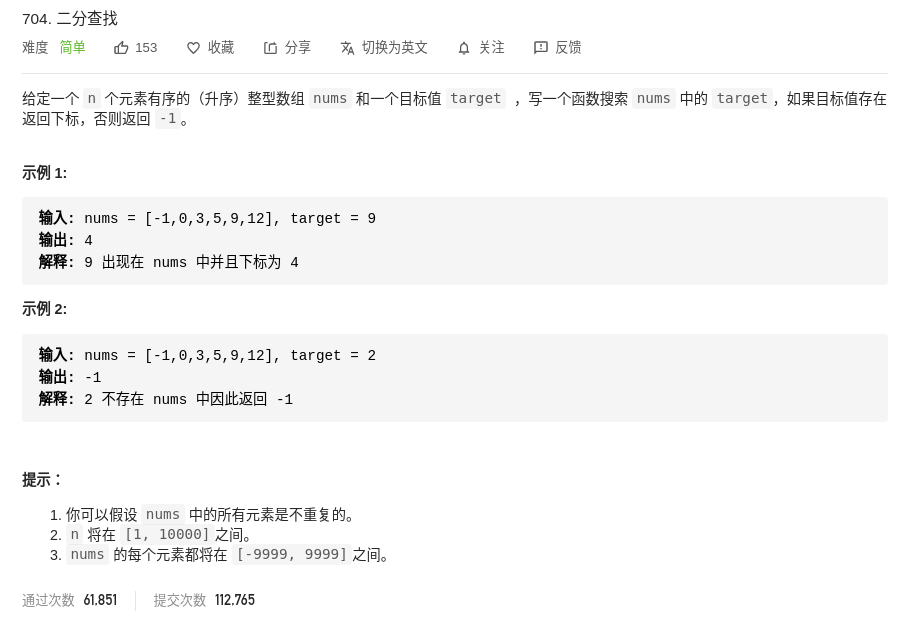 704. 二分查找
难度 简单 153 收藏 分享 切换为英文 关注 反馈
给定一个 n 个元素有序的（升序）整型数组 nums 和一个目标值 target ，写一个函数搜索 nums 中的 target，如果目标值存在
返回下标，否则返回 -1。
示例 1:
输入: nums = [-1,0,3,5,9,12], target = 9
输出: 4
解释: 9 出现在 nums 中并且下标为 4
示例 2:
输入: nums = [-1,0,3,5,9,12], target = 2
输出: -1
解释: 2 不存在 nums 中因此返回 -1
提示：
1. 你可以假设 nums 中的所有元素是不重复的。
2. n 将在 [1, 10000]之间。
3. nums 的每个元素都将在 [-9999, 9999]之间。
通过次数 61,851 提交次数 112,765